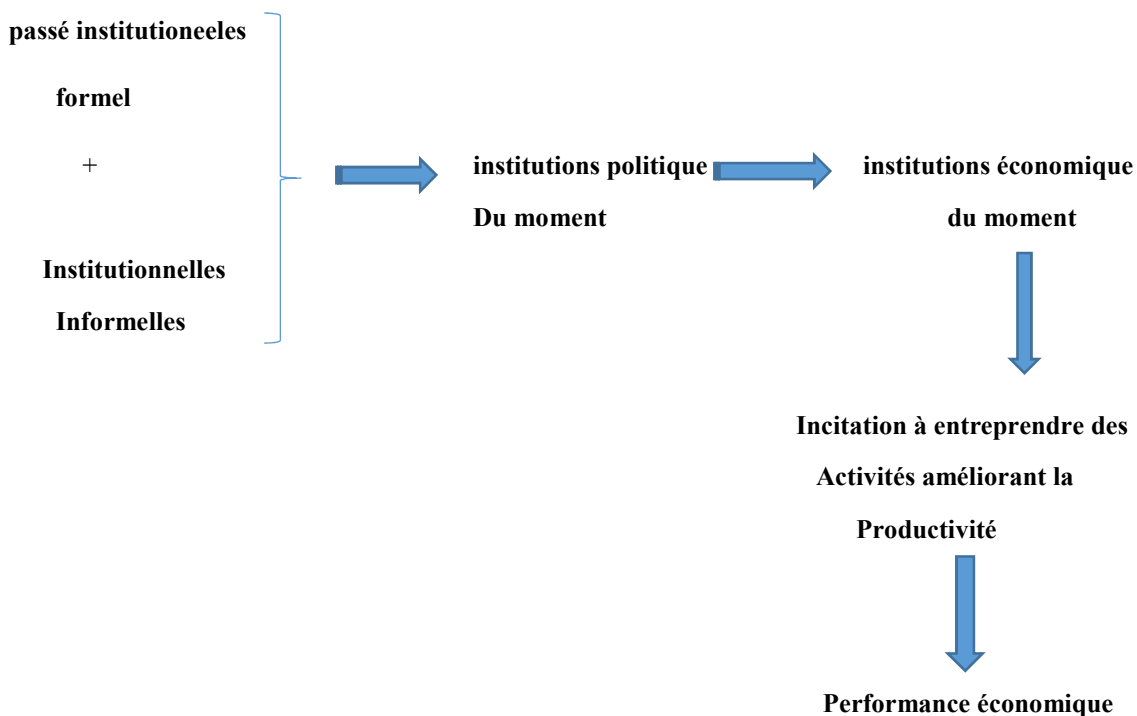 passé institutioneeles
formel
+
Institutionnelles
Informelles
institutions politique
Du moment
institutions économique
du moment
Incitation à entreprendre des
Activités améliorant la
Productivité
Performance économique